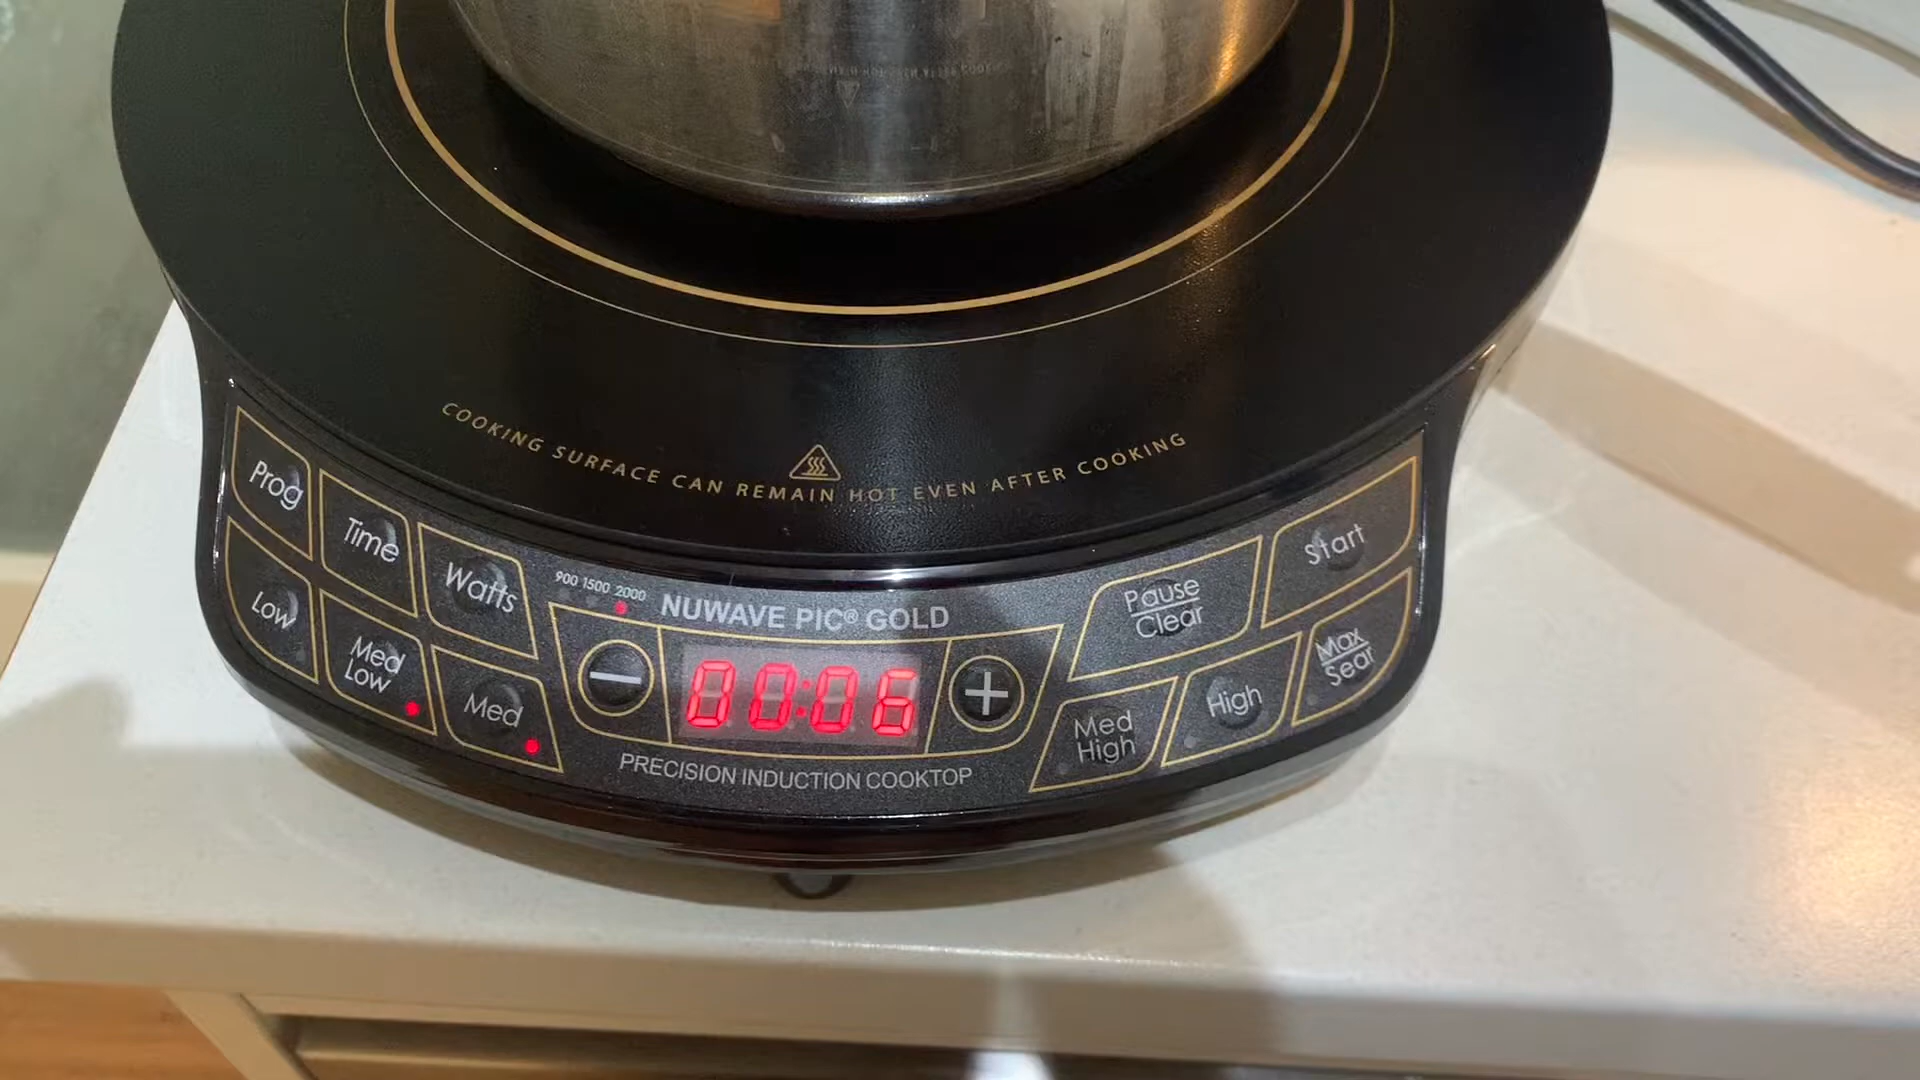 COOKING SURFACE CAN REMAIN HOT EVEN AFTER COOKING
Prog
Time
Watts
Low
Med
Low
Med
900 1500 2000
NUWAVE PIC® GOLD
00:06
PRECISION INDUCTION COOKTOP
Pause
Clear
Start
Med
High
High
Max
Sear